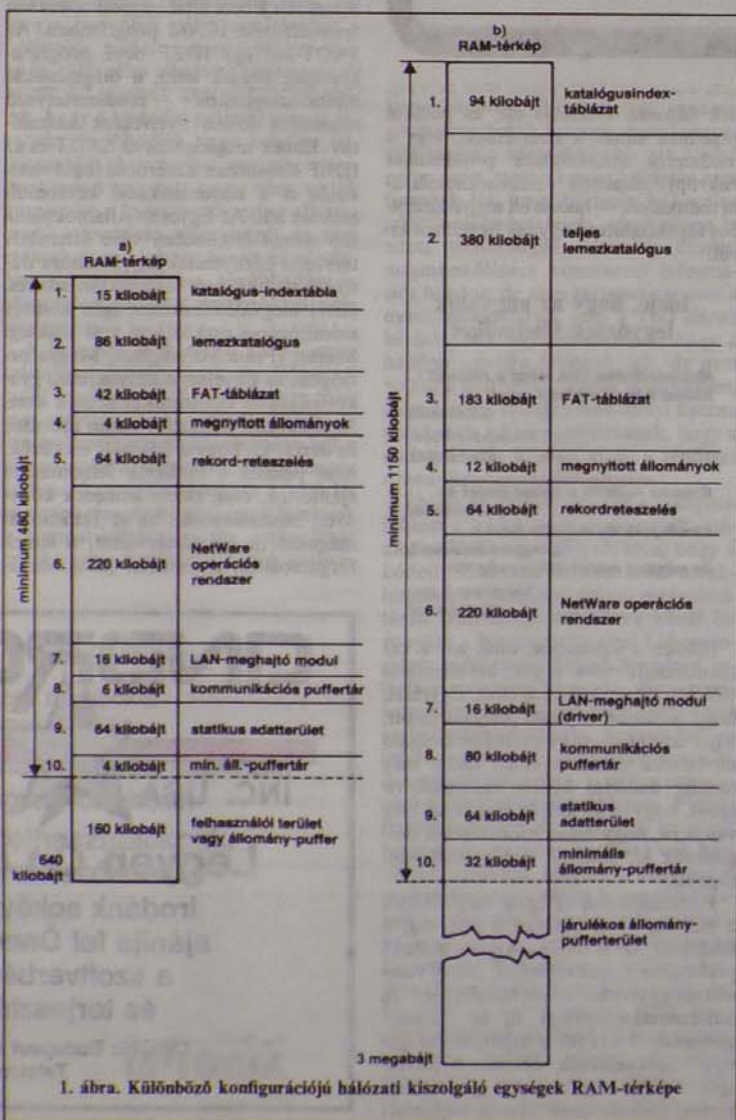 a)
RAM-térkép
minimum 480 kilobájt
1. 15 kilobájt katalógus-indextábla
2. 86 kilobájt lemezkatalógus
3. 42 kilobájt FAT-táblázat
4. 4 kilobájt megnyitott állományok
5. 64 kilobájt rekord-reteszelés
6. 220 kilobájt NetWare
operációs
rendszer
7. 16 kilobájt LAN-meghajtó modul
8. 6 kilobájt kommunikációs puffertár
9. 64 kilobájt statikus adatterület
10. 4 kilobájt min. áll.-puffertár
160 kilobájt felhasználói terület
vagy állomány-puffer
640
kilobájt
b)
RAM-térkép
minimum 1150 kilobájt
1. 94 kilobájt katalógusindex-
táblázat
2. 380 kilobájt teljes
lemezkatalógus
3. 183 kilobájt FAT-táblázat
4. 12 kilobájt megnyitott állományok
5. 64 kilobájt rekordreteszelés
6. 220 kilobájt NetWare operációs
rendszer
7. 16 kilobájt LAN-meghajtó modul
(driver)
8. 80 kilobájt kommunikációs
puffertár
9. 64 kilobájt statikus
adatterület
10. 32 kilobájt minimális
állomány-puffertár
járulékos állomány-
pufferterület
3 megabájt
1. ábra. Különböző konfigurációjú hálózati kiszolgáló egységek RAM-térképe